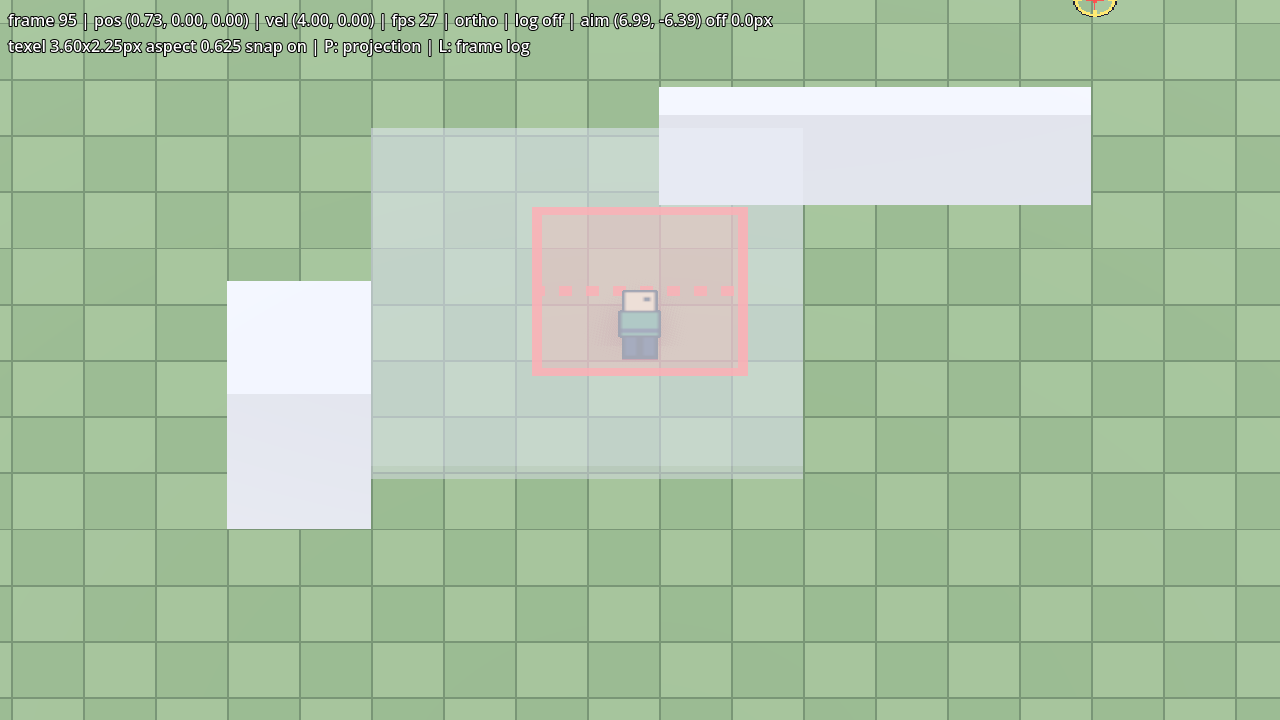 frame 95 | pos (0.73, 0.00, 0.00) | vel (4.00, 0.00) | fps 27 | ortho | log off | aim (6.99, -6.39) off 0.0px
texel 3.60x2.25px aspect 0.625 snap on | P: projection | L: frame log